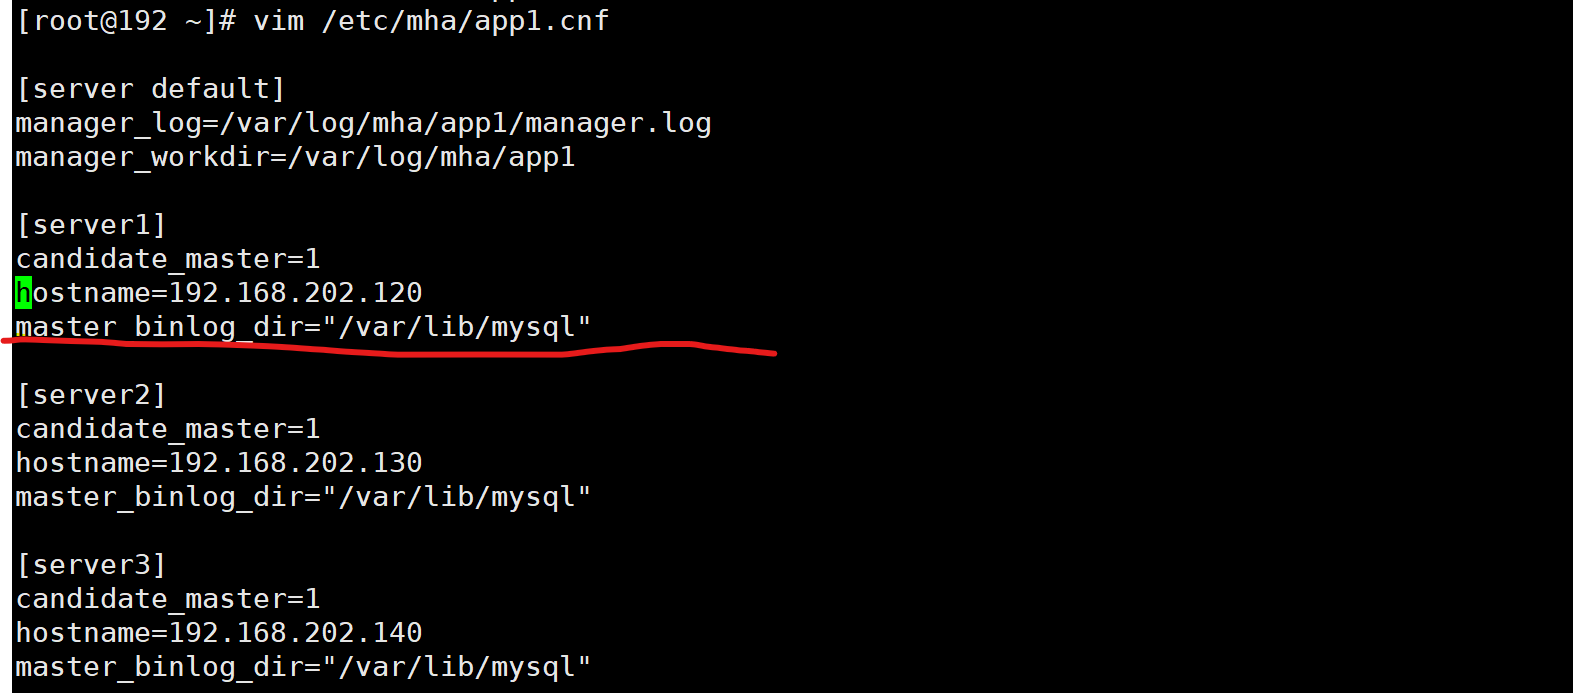 [root@192 ~]# vim /etc/mha/app1.cnf
[server default]
manager_log=/var/log/mha/app1/manager.log
manager_workdir=/var/log/mha/app1
[server1]
candidate_master=1
hostname=192.168.202.120
master_binlog_dir="/var/lib/mysql"
[server2]
candidate_master=1
hostname=192.168.202.130
master_binlog_dir="/var/lib/mysql"
[server3]
candidate_master=1
hostname=192.168.202.140
master_binlog_dir="/var/lib/mysql"